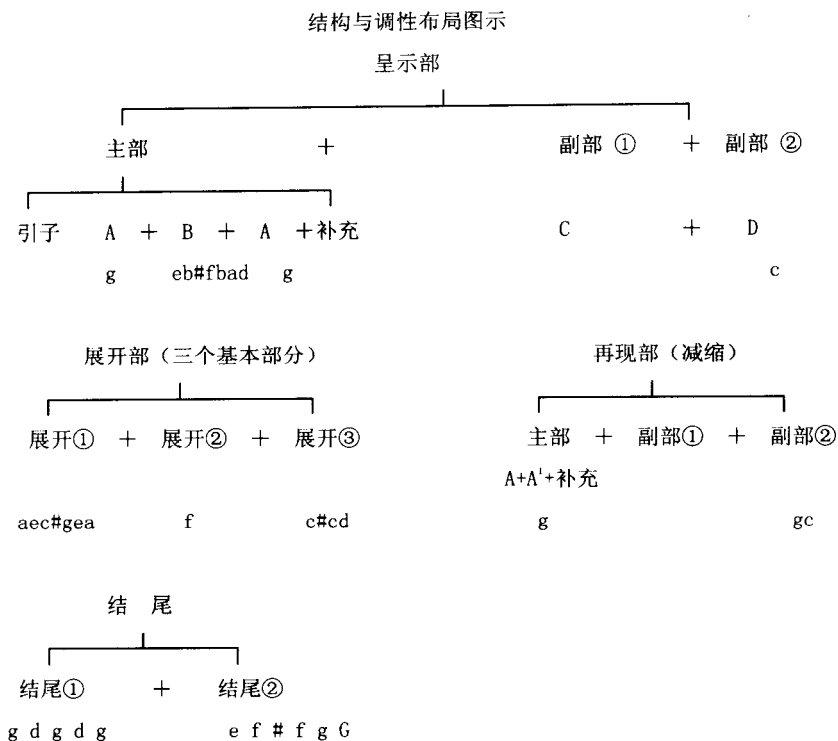 结构与调性布局图示
呈示部
主部 + 副部① + 副部②
引子 A + B + A +补充 C + D
g eb#fbad g c
展开部（三个基本部分） 再现部（减缩）
展开① + 展开② + 展开③ 主部 + 副部① + 副部②
A+A¹+补充
aec#gea f c#cd g gc
结 尾
结尾① + 结尾②
g d g d g e f # f g G